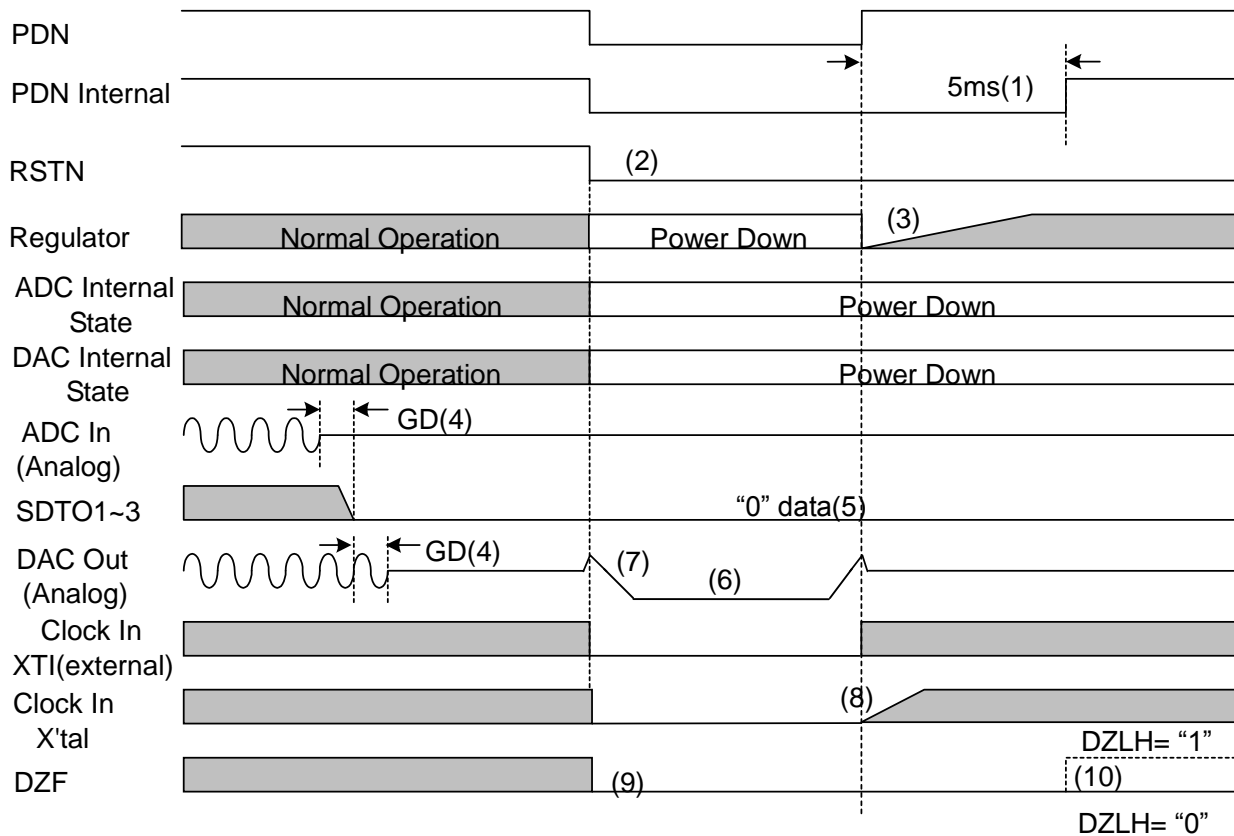 PDN
PDN Internal
5ms(1)
RSTN
(2)
Regulator
Normal Operation
Power Down
(3)
ADC Internal
State
Normal Operation
Power Down
DAC Internal
State
Normal Operation
Power Down
ADC In
(Analog)
GD(4)
SDTO1~3
“0” data(5)
DAC Out
(Analog)
GD(4)
(7)
(6)
Clock In
XTI(external)
Clock In
X'tal
(8)
DZF
(9)
DZLH= “1”
(10)
DZLH= “0”